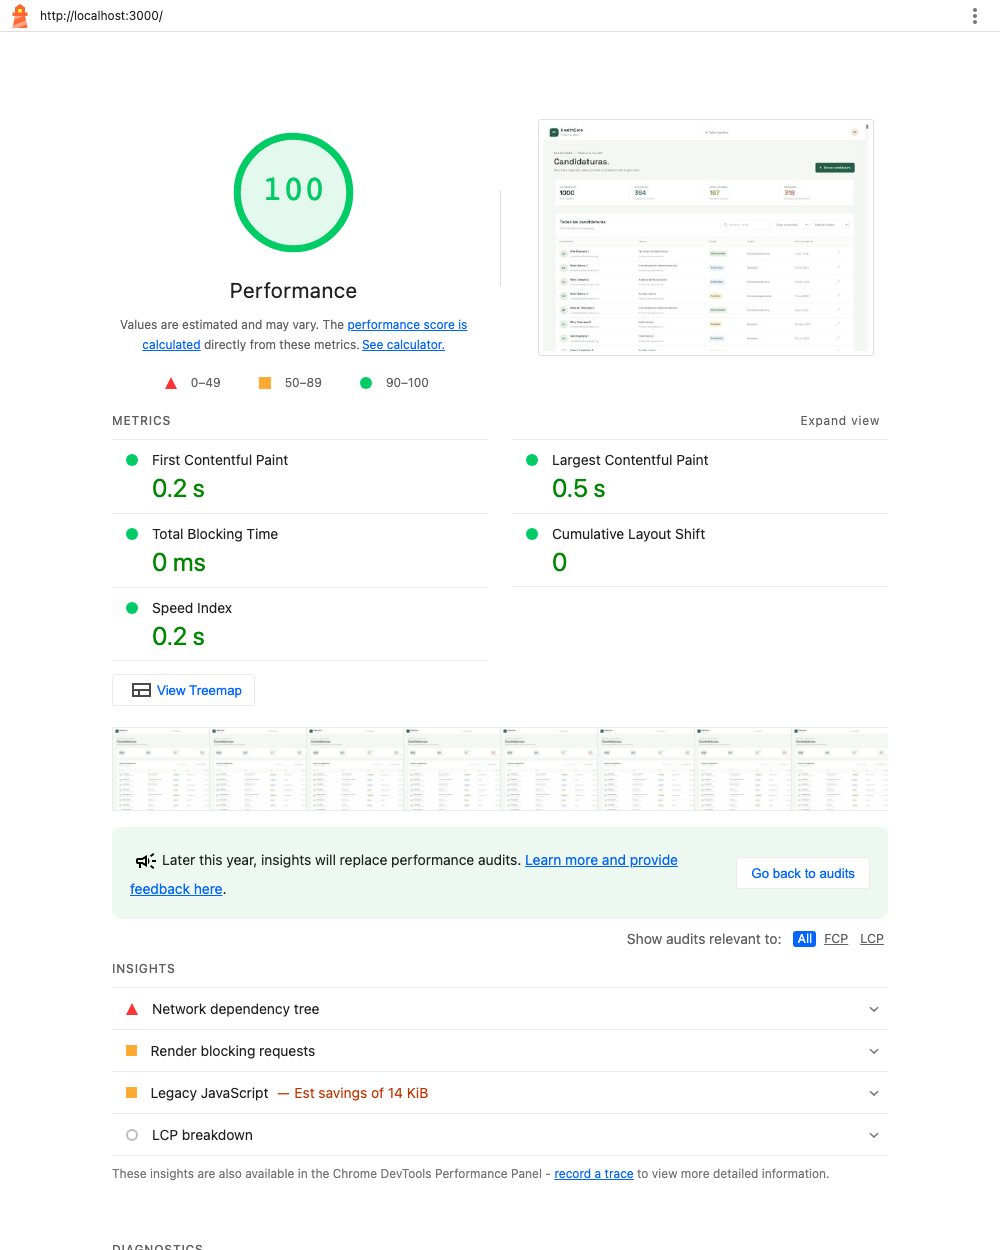 http://localhost:3000/
100
Performance
Values are estimated and may vary. The performance score is
calculated directly from these metrics. See calculator.
0–49
50–89
90–100
Candidaturas.
1000
364
167
318
Todas las candidaturas
METRICS
Expand view
First Contentful Paint
0.2 s
Largest Contentful Paint
0.5 s
Total Blocking Time
0 ms
Cumulative Layout Shift
0
Speed Index
0.2 s
View Treemap
Later this year, insights will replace performance audits. Learn more and provide
feedback here.
Go back to audits
Show audits relevant to: All FCP LCP
INSIGHTS
Network dependency tree
Render blocking requests
Legacy JavaScript — Est savings of 14 KiB
LCP breakdown
These insights are also available in the Chrome DevTools Performance Panel - record a trace to view more detailed information.
DIAGNOSTICS